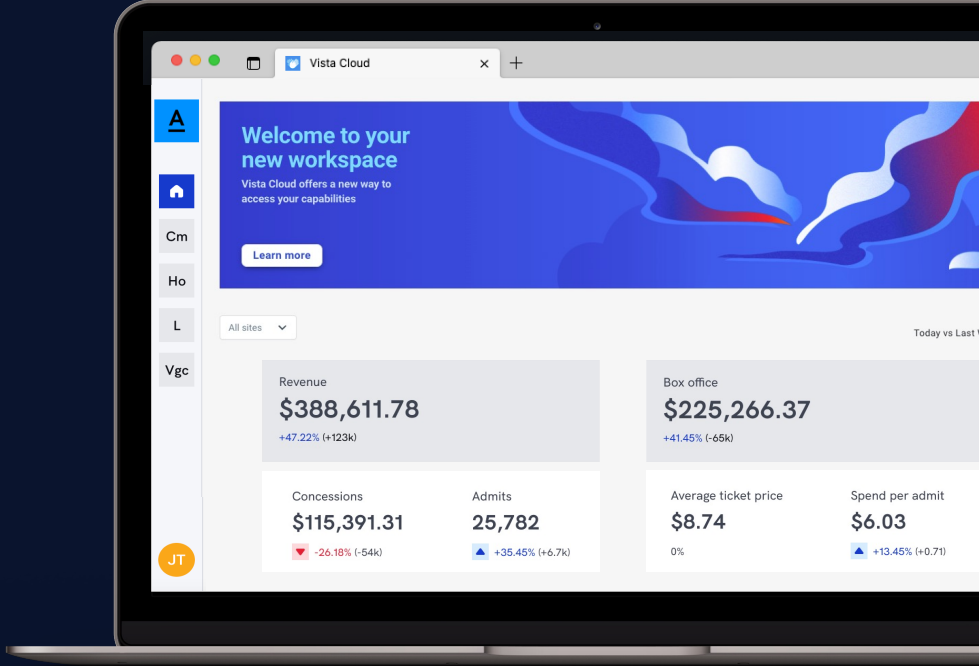 Vista Cloud
A
Welcome to your
new workspace
Vista Cloud offers a new way to
access your capabilities
Learn more
Cm
Ho
L
Vgc
JT
All sites
Today vs Last
Revenue
$388,611.78
+47.22% (+123k)
Box office
$225,266.37
+41.45% (-65k)
Concessions
$115,391.31
-26.18% (-54k)
Admits
25,782
+35.45% (+6.7k)
Average ticket price
$8.74
0%
Spend per admit
$6.03
+13.45% (+0.71)